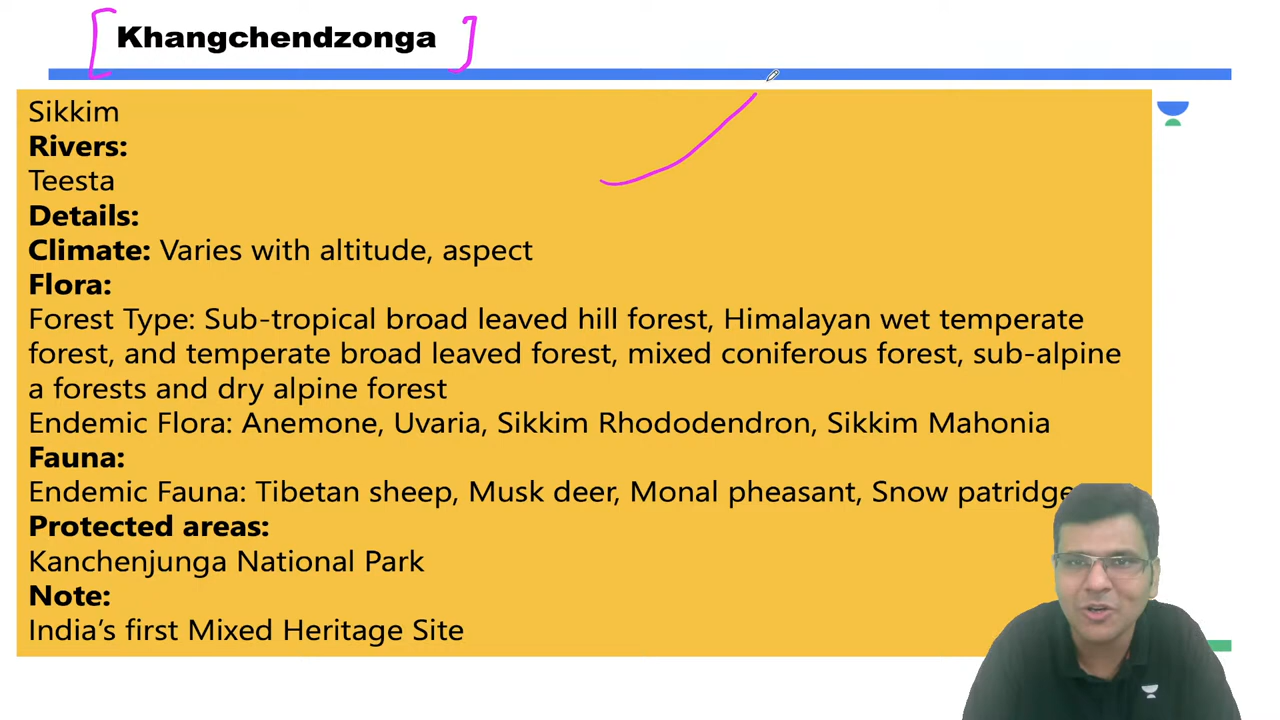 Khangchendzonga
Sikkim
Rivers:
Teesta
Details:
Climate: Varies with altitude, aspect
Flora:
Forest Type: Sub-tropical broad leaved hill forest, Himalayan wet temperate
forest, and temperate broad leaved forest, mixed coniferous forest, sub-alpine
a forests and dry alpine forest
Endemic Flora: Anemone, Uvaria, Sikkim Rhododendron, Sikkim Mahonia
Fauna:
Endemic Fauna: Tibetan sheep, Musk deer, Monal pheasant, Snow patridge
Protected areas:
Kanchenjunga National Park
Note:
India’s first Mixed Heritage Site